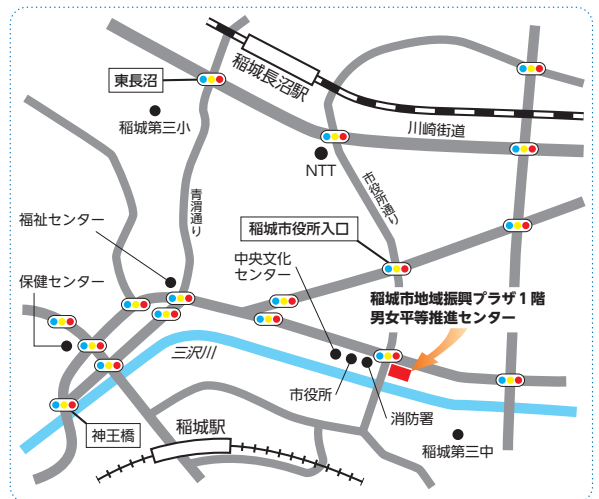 稲城長沼駅
東長沼
稲城第三小
川崎街道
NTT
青渭通り
市役所通り
福祉センター
稲城市役所入口
中央文化
センター
保健センター
稲城市地域振興プラザ1階
男女平等推進センター
三沢川
市役所
消防署
神王橋
稲城駅
稲城第三中